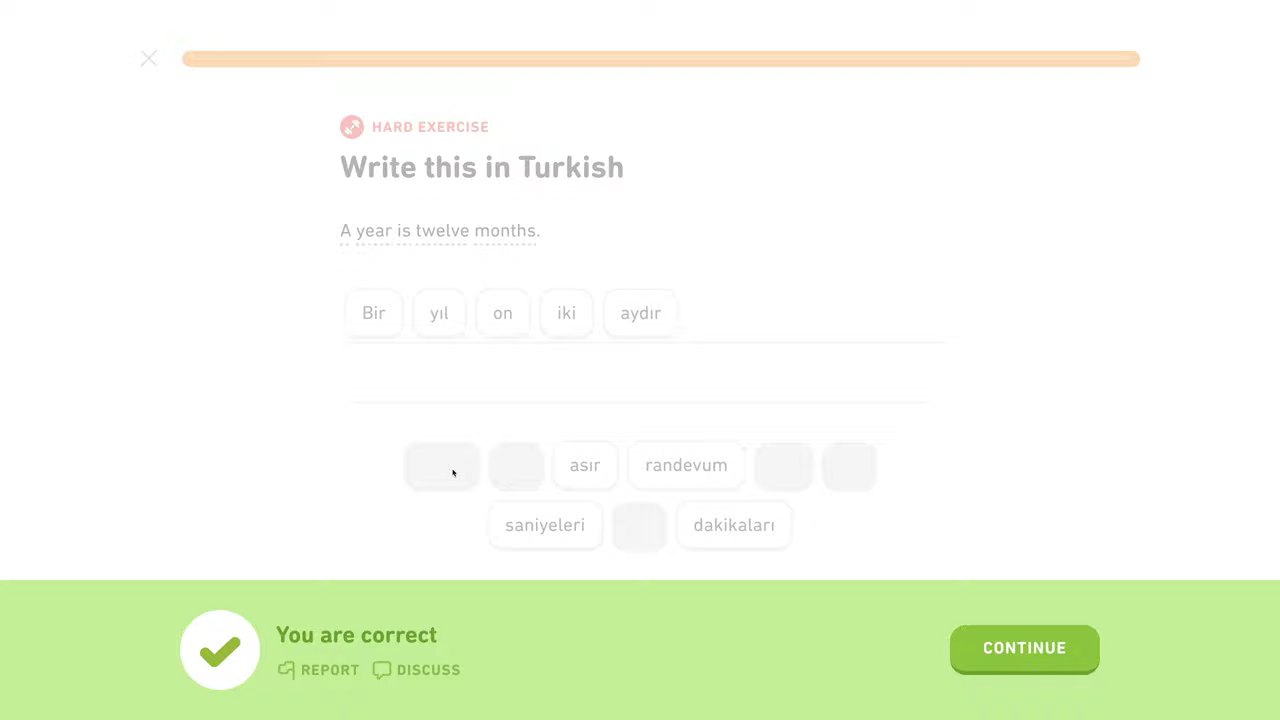 HARD EXERCISE
Write this in Turkish
A year is twelve months.
Bir yıl on iki aydır
asır randevum
saniyeleri dakikaları
You are correct
REPORT DISCUSS
CONTINUE